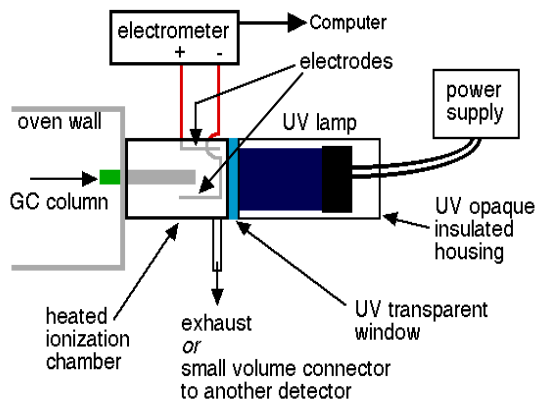 electrometer
+ -
Computer
electrodes
power
supply
oven wall
UV lamp
GC column
UV opaque
insulated
housing
heated
ionization
chamber
exhaust
or
small volume connector
to another detector
UV transparent
window